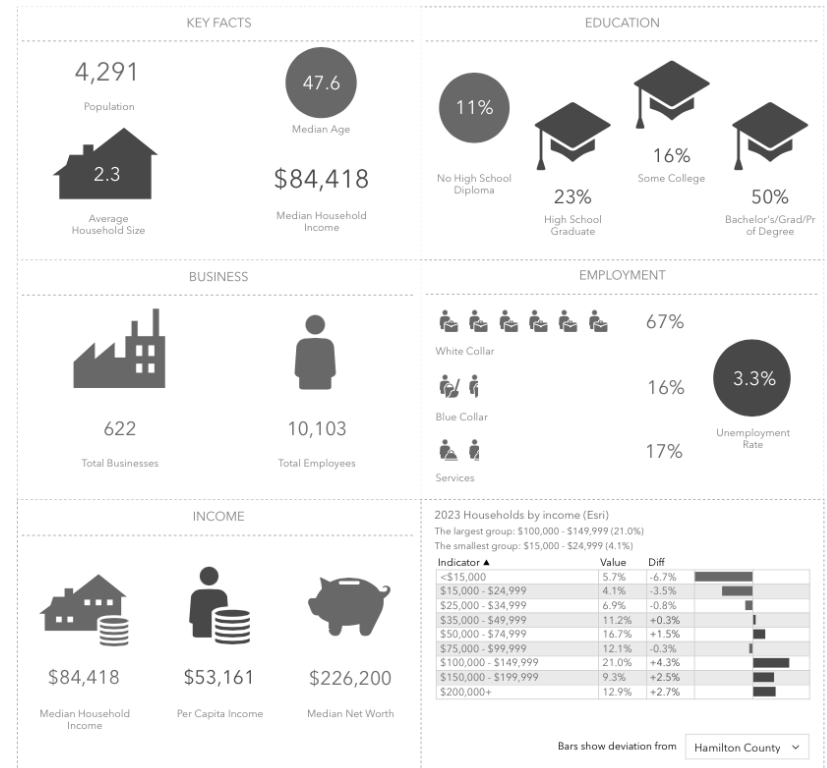 KEY FACTS
4,291
Population
47.6
Median Age
2.3
Average
Household Size
$84,418
Median Household
Income
EDUCATION
11%
No High School
Diploma
23%
High School
Graduate
16%
Some College
50%
Bachelor's/Grad/Pr
of Degree
BUSINESS
622
Total Businesses
10,103
Total Employees
EMPLOYMENT
67%
White Collar
16%
Blue Collar
17%
Services
3.3%
Unemployment
Rate
INCOME
$84,418
Median Household
Income
$53,161
Per Capita Income
$226,200
Median Net Worth
2023 Households by income (Esri)
The largest group: $100,000 - $149,999 (21.0%)
The smallest group: $15,000 - $24,999 (4.1%)
Indicator ▲ Value Diff
<$15,000 5.7% -6.7%
$15,000 - $24,999 4.1% -3.5%
$25,000 - $34,999 6.9% -0.8%
$35,000 - $49,999 11.2% +0.3%
$50,000 - $74,999 16.7% +1.5%
$75,000 - $99,999 12.1% -0.3%
$100,000 - $149,999 21.0% +4.3%
$150,000 - $199,999 9.3% +2.5%
$200,000+ 12.9% +2.7%
Bars show deviation from Hamilton County